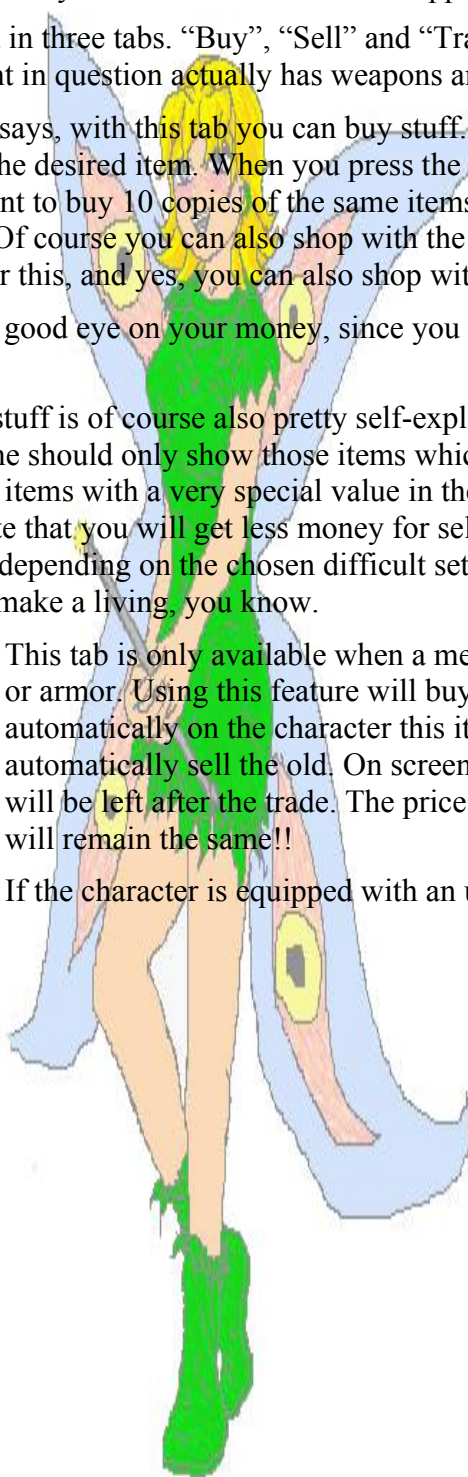 in three tabs. “Buy”, “Sell” and “Tra
in question actually has weapons ar
says, with this tab you can buy stuff.
he desired item. When you press the
nt to buy 10 copies of the same items
Of course you can also shop with the
r this, and yes, you can also shop wit
good eye on your money, since you
stuff is of course also pretty self-expl
ne should only show those items whic
items with a very special value in the
te that you will get less money for sel
depending on the chosen difficult set
make a living, you know.
This tab is only available when a me
or armor. Using this feature will buy
automatically on the character this it
automatically sell the old. On screen
will be left after the trade. The price
will remain the same!!
If the character is equipped with an u